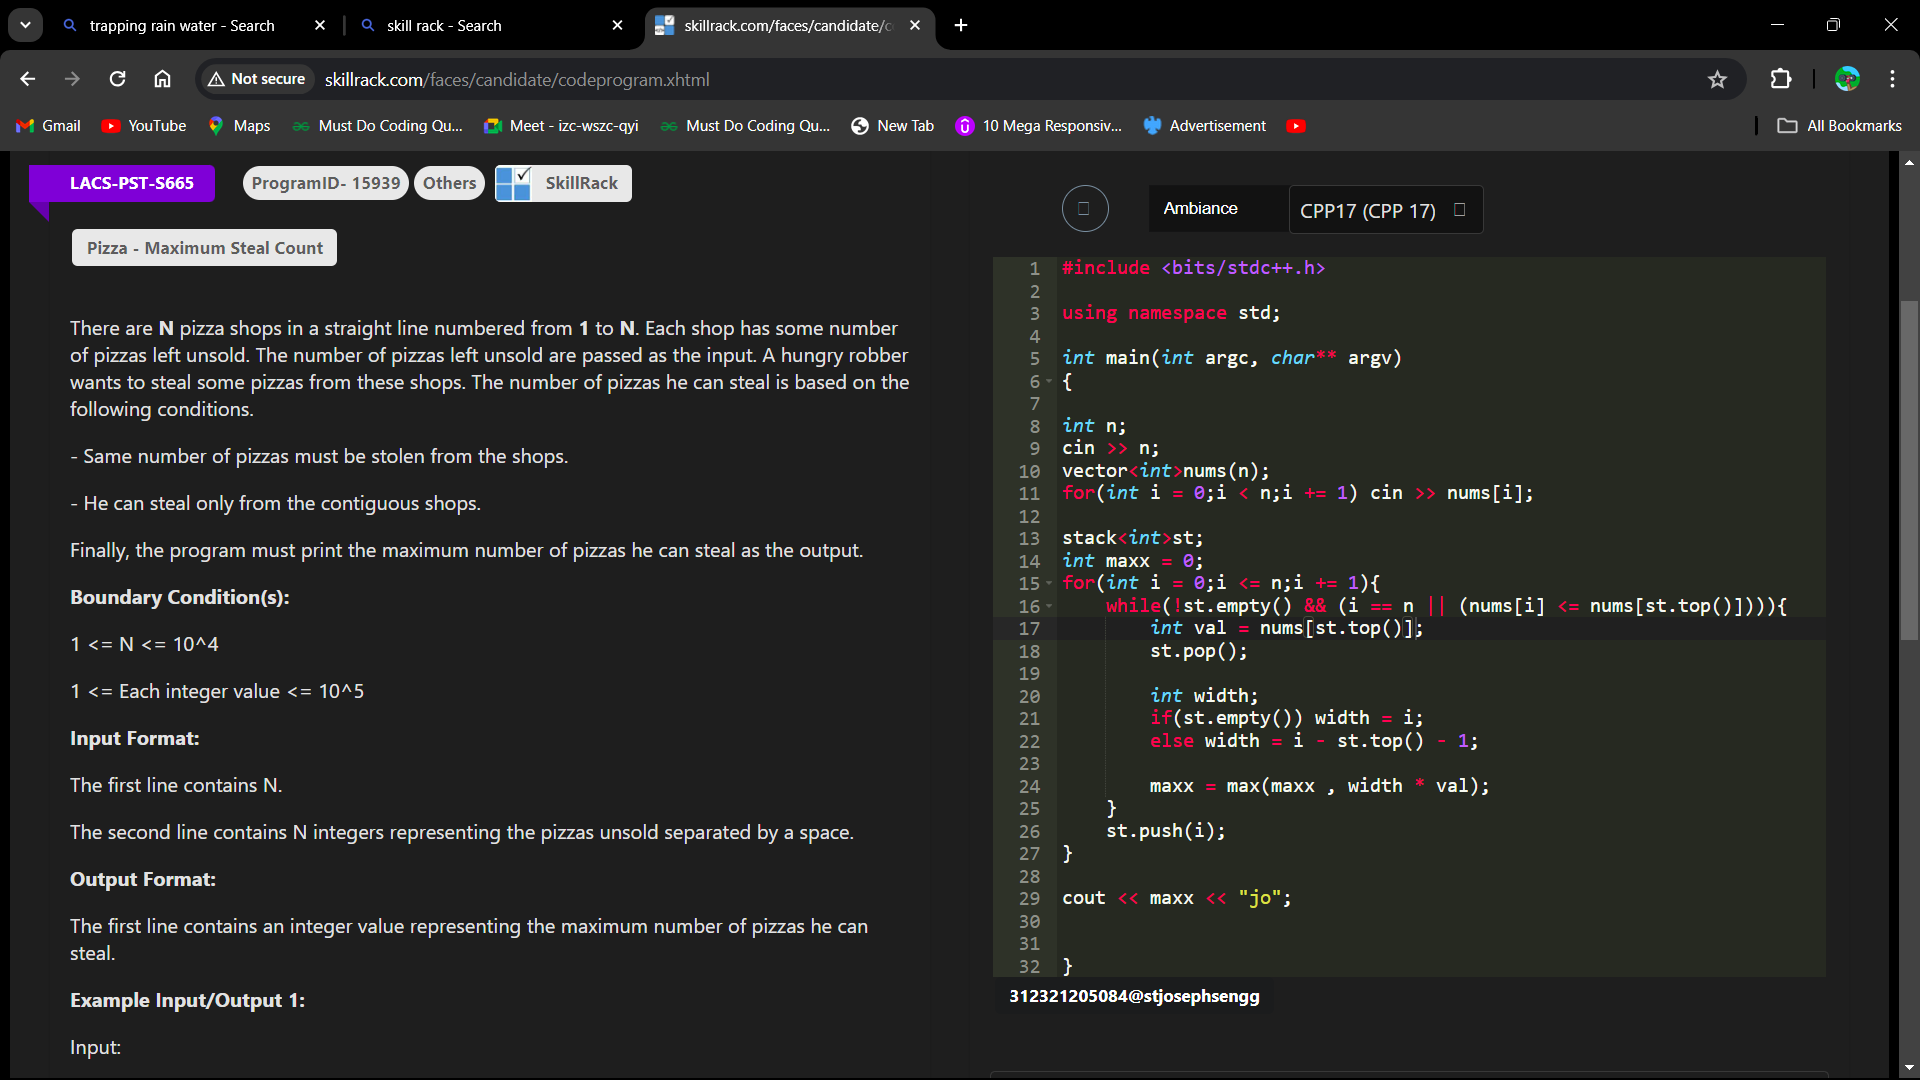 trapping rain water - Search
skill rack - Search
skillrack.com/faces/candidate/c
Not secure
skillrack.com/faces/candidate/codeprogram.xhtml
Gmail
YouTube
Maps
Must Do Coding Qu...
Meet - izc-wszc-qyi
Must Do Coding Qu...
New Tab
10 Mega Responsiv...
Advertisement
All Bookmarks
LACS-PST-S665
ProgramID- 15939
Others
SkillRack
Pizza - Maximum Steal Count
There are N pizza shops in a straight line numbered from 1 to N. Each shop has some number
of pizzas left unsold. The number of pizzas left unsold are passed as the input. A hungry robber
wants to steal some pizzas from these shops. The number of pizzas he can steal is based on the
following conditions.
- Same number of pizzas must be stolen from the shops.
- He can steal only from the contiguous shops.
Finally, the program must print the maximum number of pizzas he can steal as the output.
Boundary Condition(s):
1 <= N <= 10^4
1 <= Each integer value <= 10^5
Input Format:
The first line contains N.
The second line contains N integers representing the pizzas unsold separated by a space.
Output Format:
The first line contains an integer value representing the maximum number of pizzas he can
steal.
Example Input/Output 1:
Input:
Ambiance
CPP17 (CPP 17)
1 #include <bits/stdc++.h>
2
3 using namespace std;
4
5 int main(int argc, char** argv)
6 {
7
8 int n;
9 cin >> n;
10 vector<int>nums(n);
11 for(int i = 0;i < n;i += 1) cin >> nums[i];
12
13 stack<int>st;
14 int maxx = 0;
15 for(int i = 0;i <= n;i += 1){
16     while(!st.empty() && (i == n || (nums[i] <= nums[st.top()]))){
17         int val = nums[st.top()];
18         st.pop();
19
20         int width;
21         if(st.empty()) width = i;
22         else width = i - st.top() - 1;
23
24         maxx = max(maxx , width * val);
25     }
26     st.push(i);
27 }
28
29 cout << maxx << "jo";
30
31
32 }
312321205084@stjosephsengg